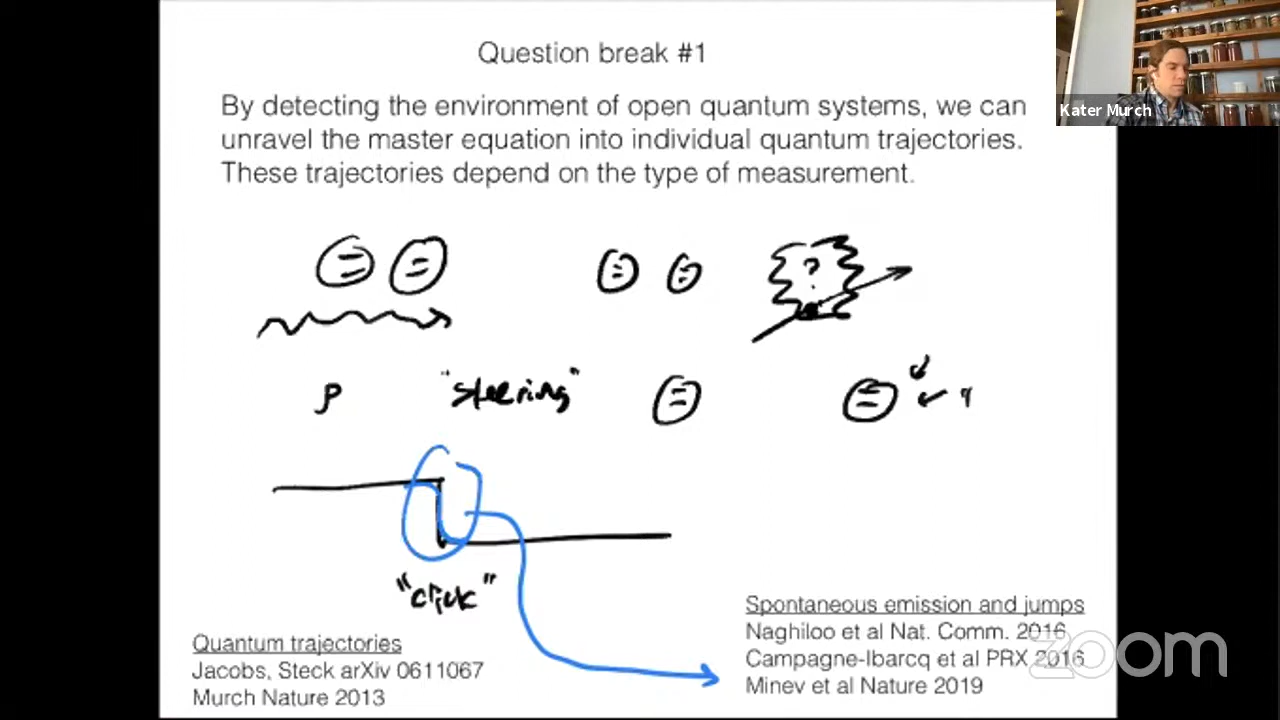 Question break #1
Kater Murch
By detecting the environment of open quantum systems, we can
unravel the master equation into individual quantum trajectories.
These trajectories depend on the type of measurement.
?
ρ "steering"
"click"
Quantum trajectories
Jacobs, Steck arXiv 0611067
Murch Nature 2013
Spontaneous emission and jumps
Naghiloo et al Nat. Comm. 2016
Campagne-Ibarcq et al PRX 2016
Minev et al Nature 2019
zoom